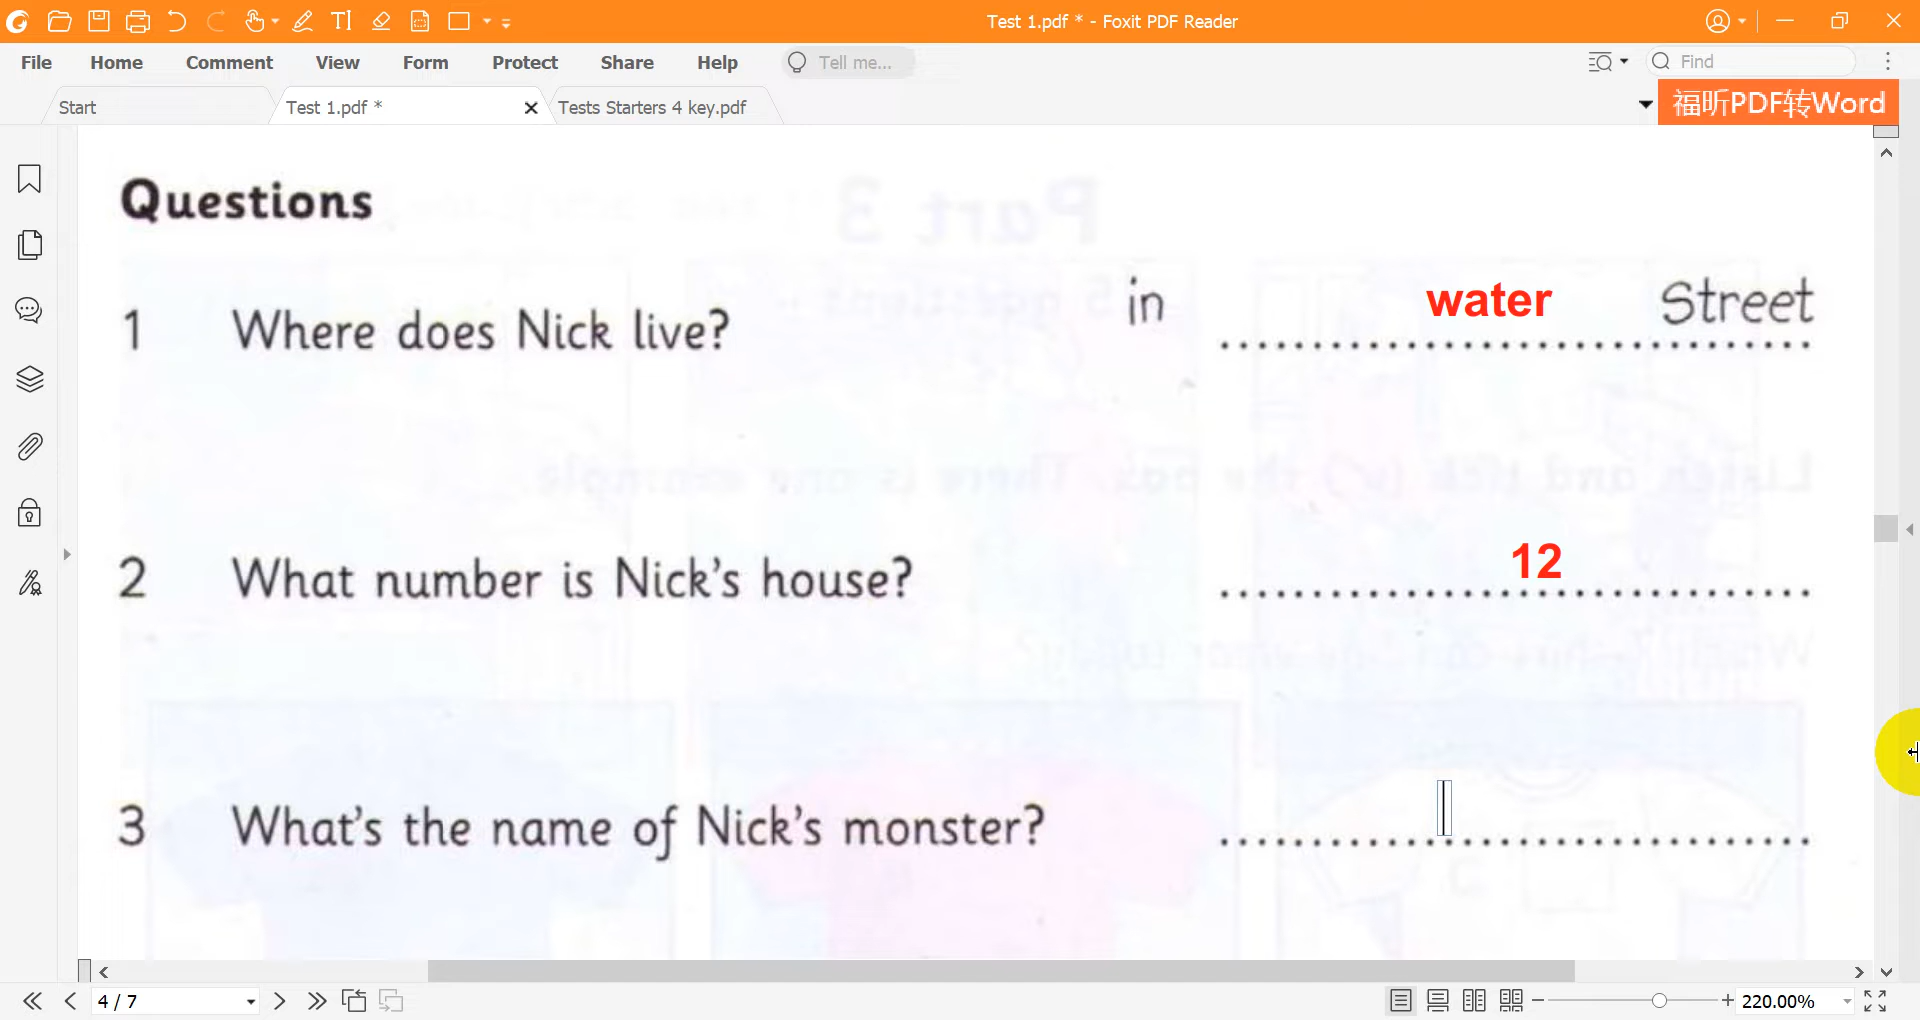 Test 1.pdf * - Foxit PDF Reader
File Home Comment View Form Protect Share Help Tell me... Find
Start Test 1.pdf * Tests Starters 4 key.pdf 福昕PDF转Word
Questions
1 Where does Nick live? in water Street
2 What number is Nick's house? 12
3 What's the name of Nick's monster?
4 / 7 220.00%